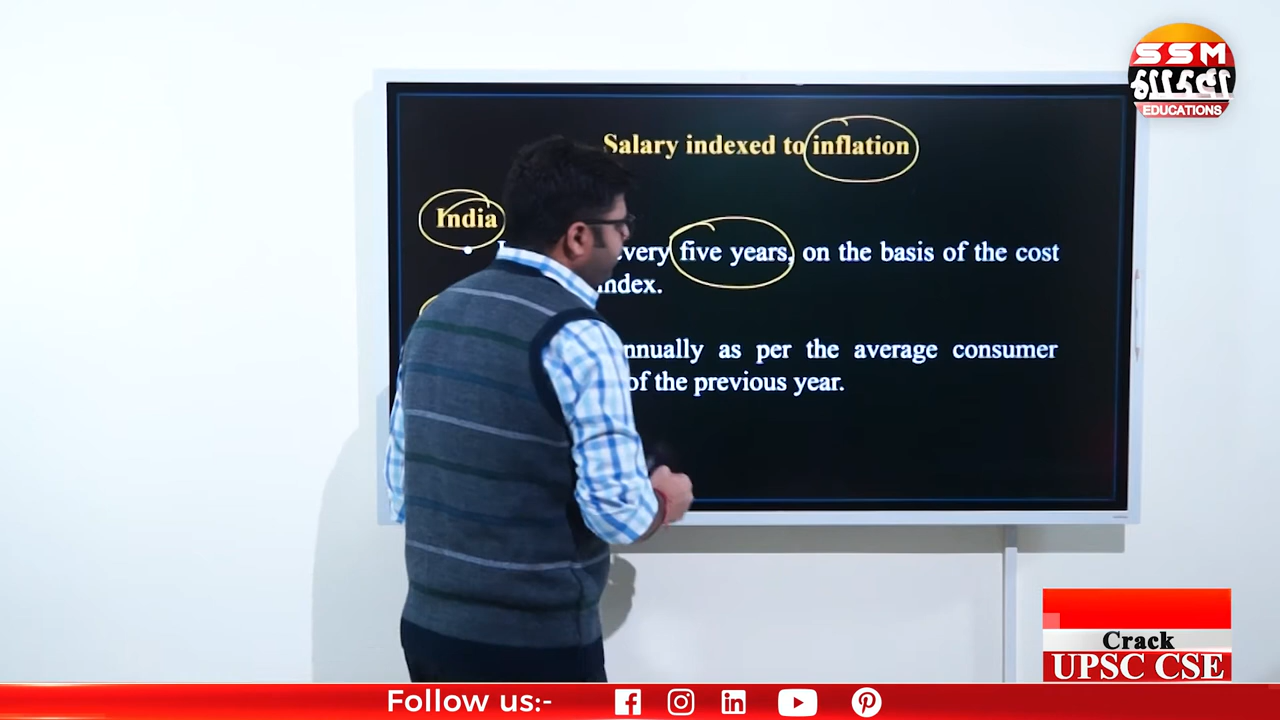 SSM
EDUCATIONS
Salary indexed to inflation
India
every five years, on the basis of the cost
index.
annually as per the average consumer
of the previous year.
Crack
UPSC CSE
Follow us:-